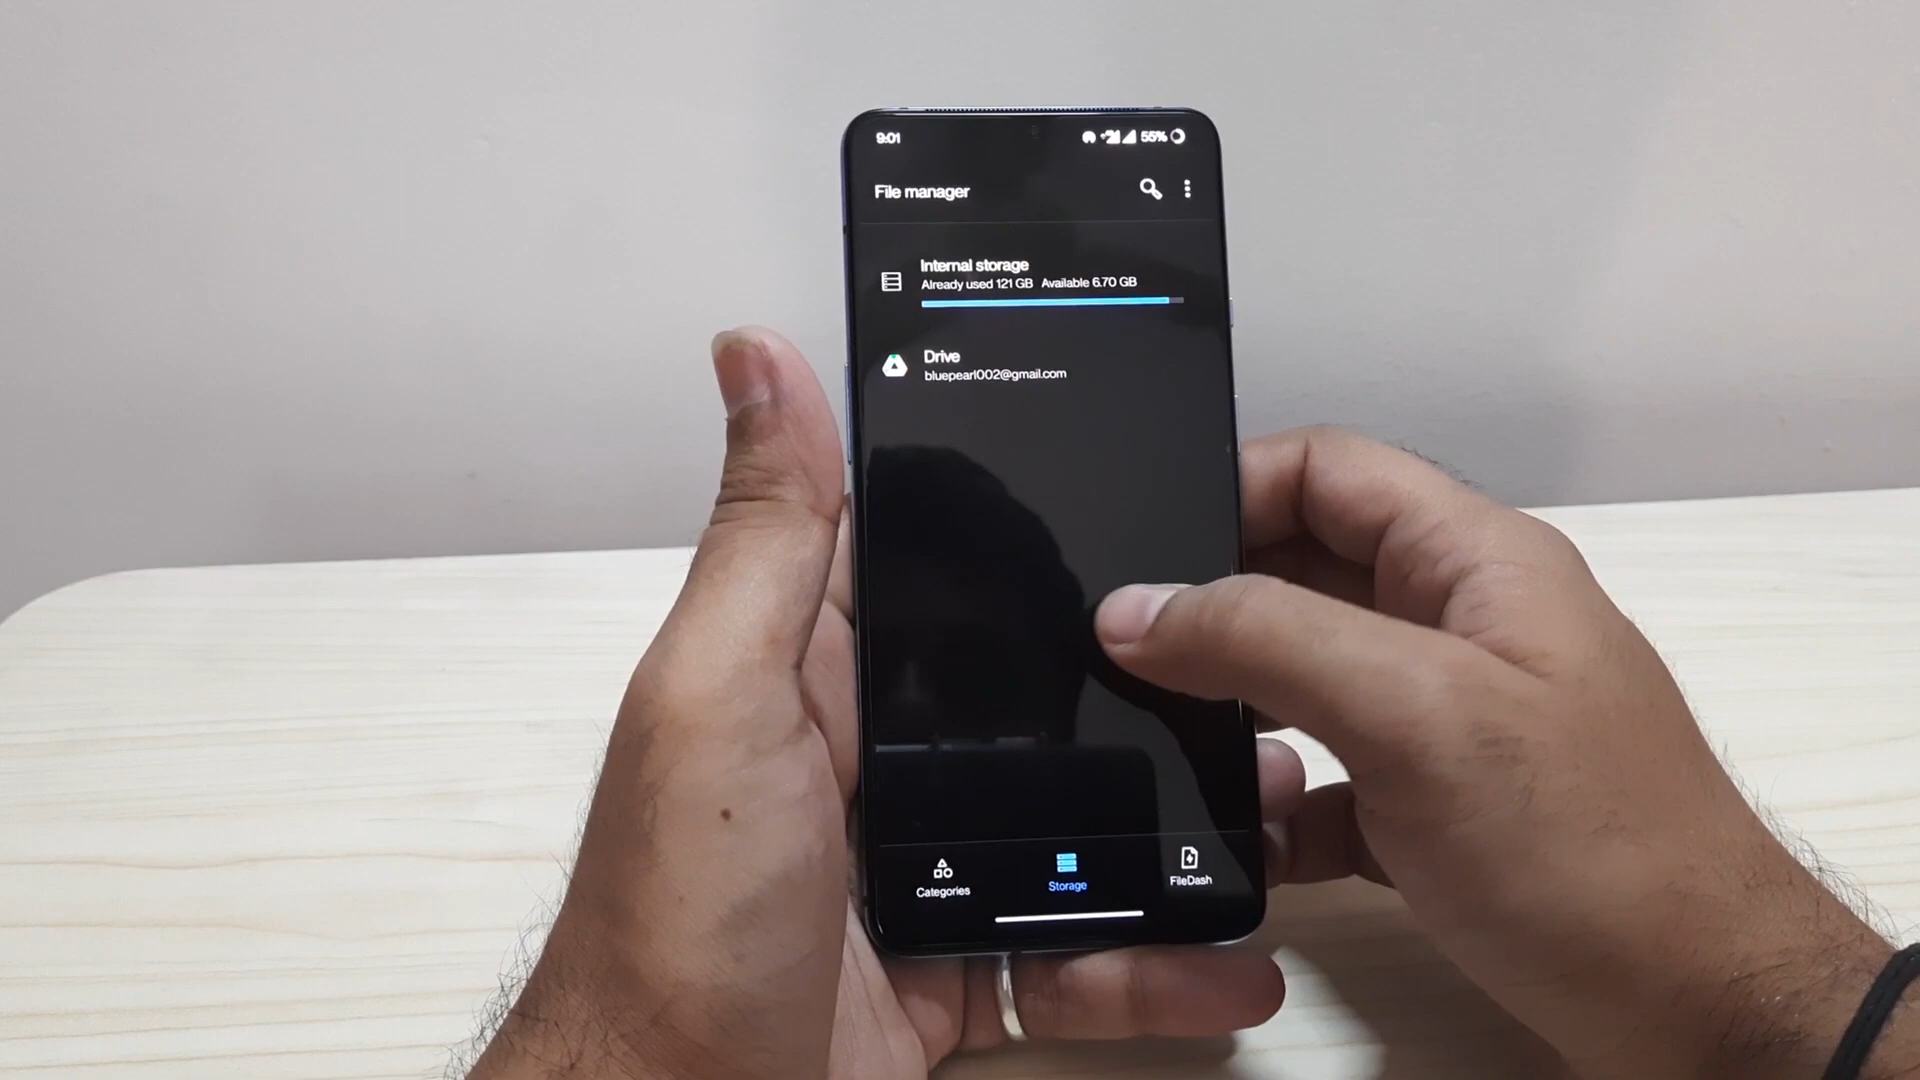 9:01
55%
File manager
Internal storage
Already used 121 GB Available 6.70 GB
Drive
bluepearl002@gmail.com
Categories
Storage
FileDash